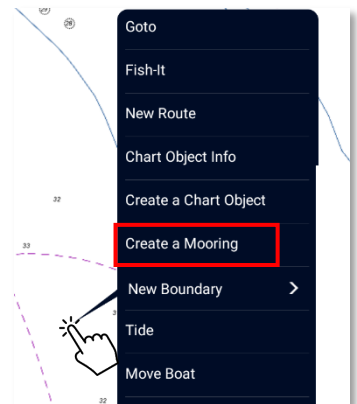 Goto
Fish-It
New Route
Chart Object Info
32
Create a Chart Object
33
Create a Mooring
New Boundary
3
Tide
Move Boat
32